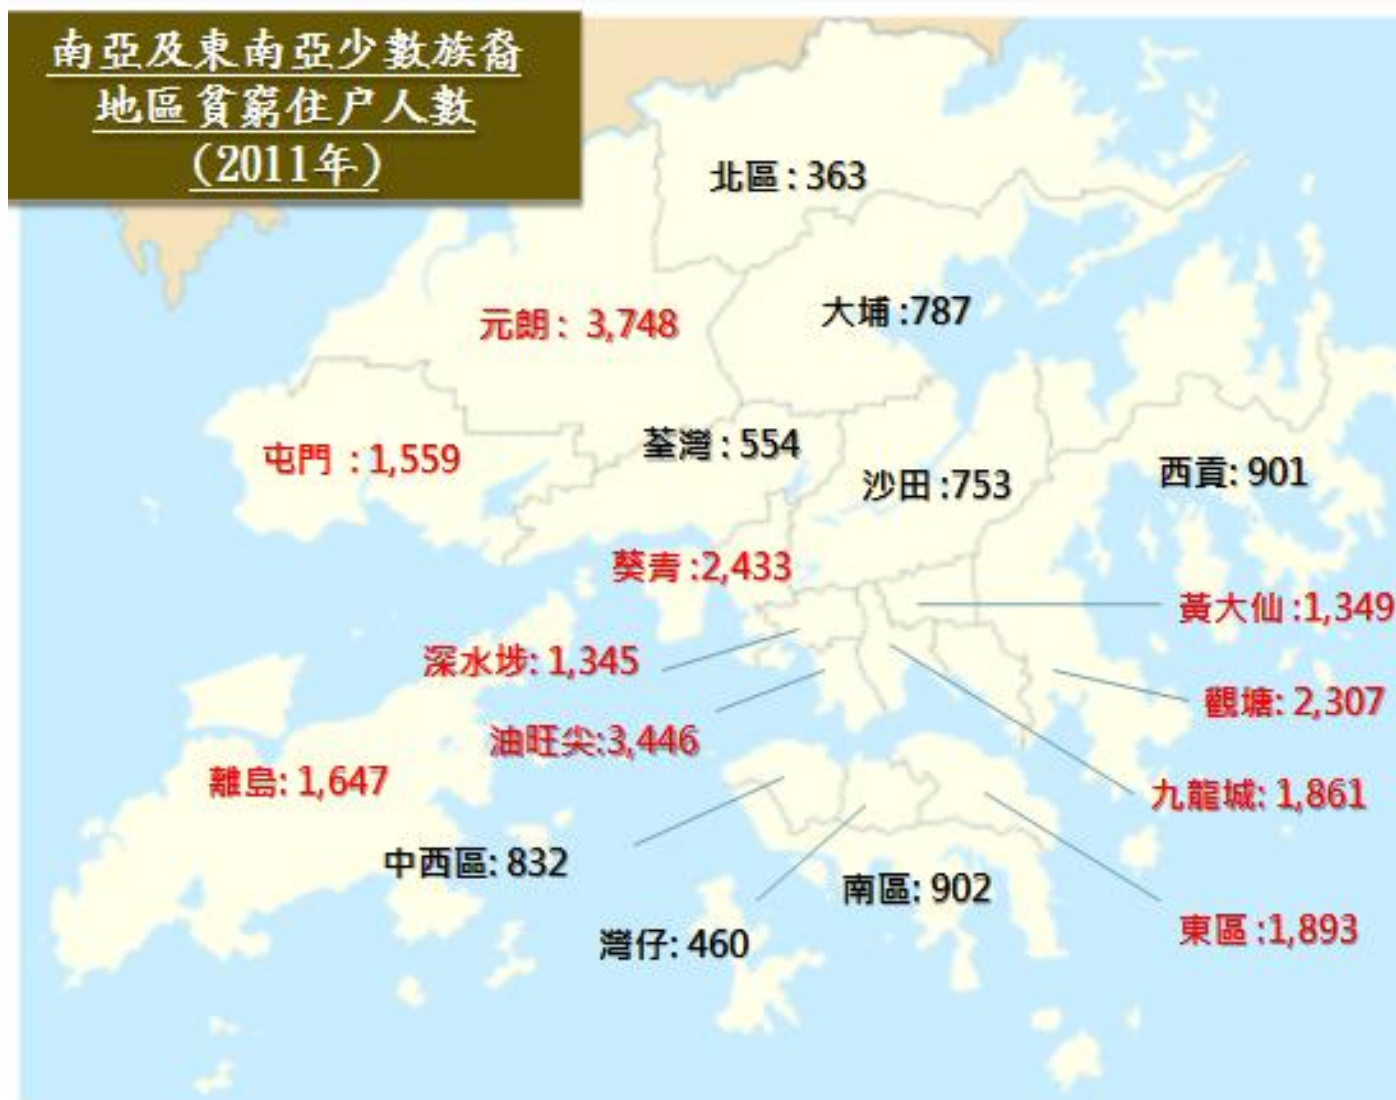 南亞及東南亞少數族裔
地區貧窮住戶人數
(2011年)
北區 : 363
元朗 : 3,748
大埔 :787
荃灣 : 554
屯門 : 1,559
沙田 :753
西貢: 901
葵青 :2,433
黃大仙 :1,349
深水埗: 1,345
觀塘: 2,307
油旺尖:3,446
離島: 1,647
九龍城: 1,861
中西區: 832
南區: 902
灣仔: 460
東區 :1,893